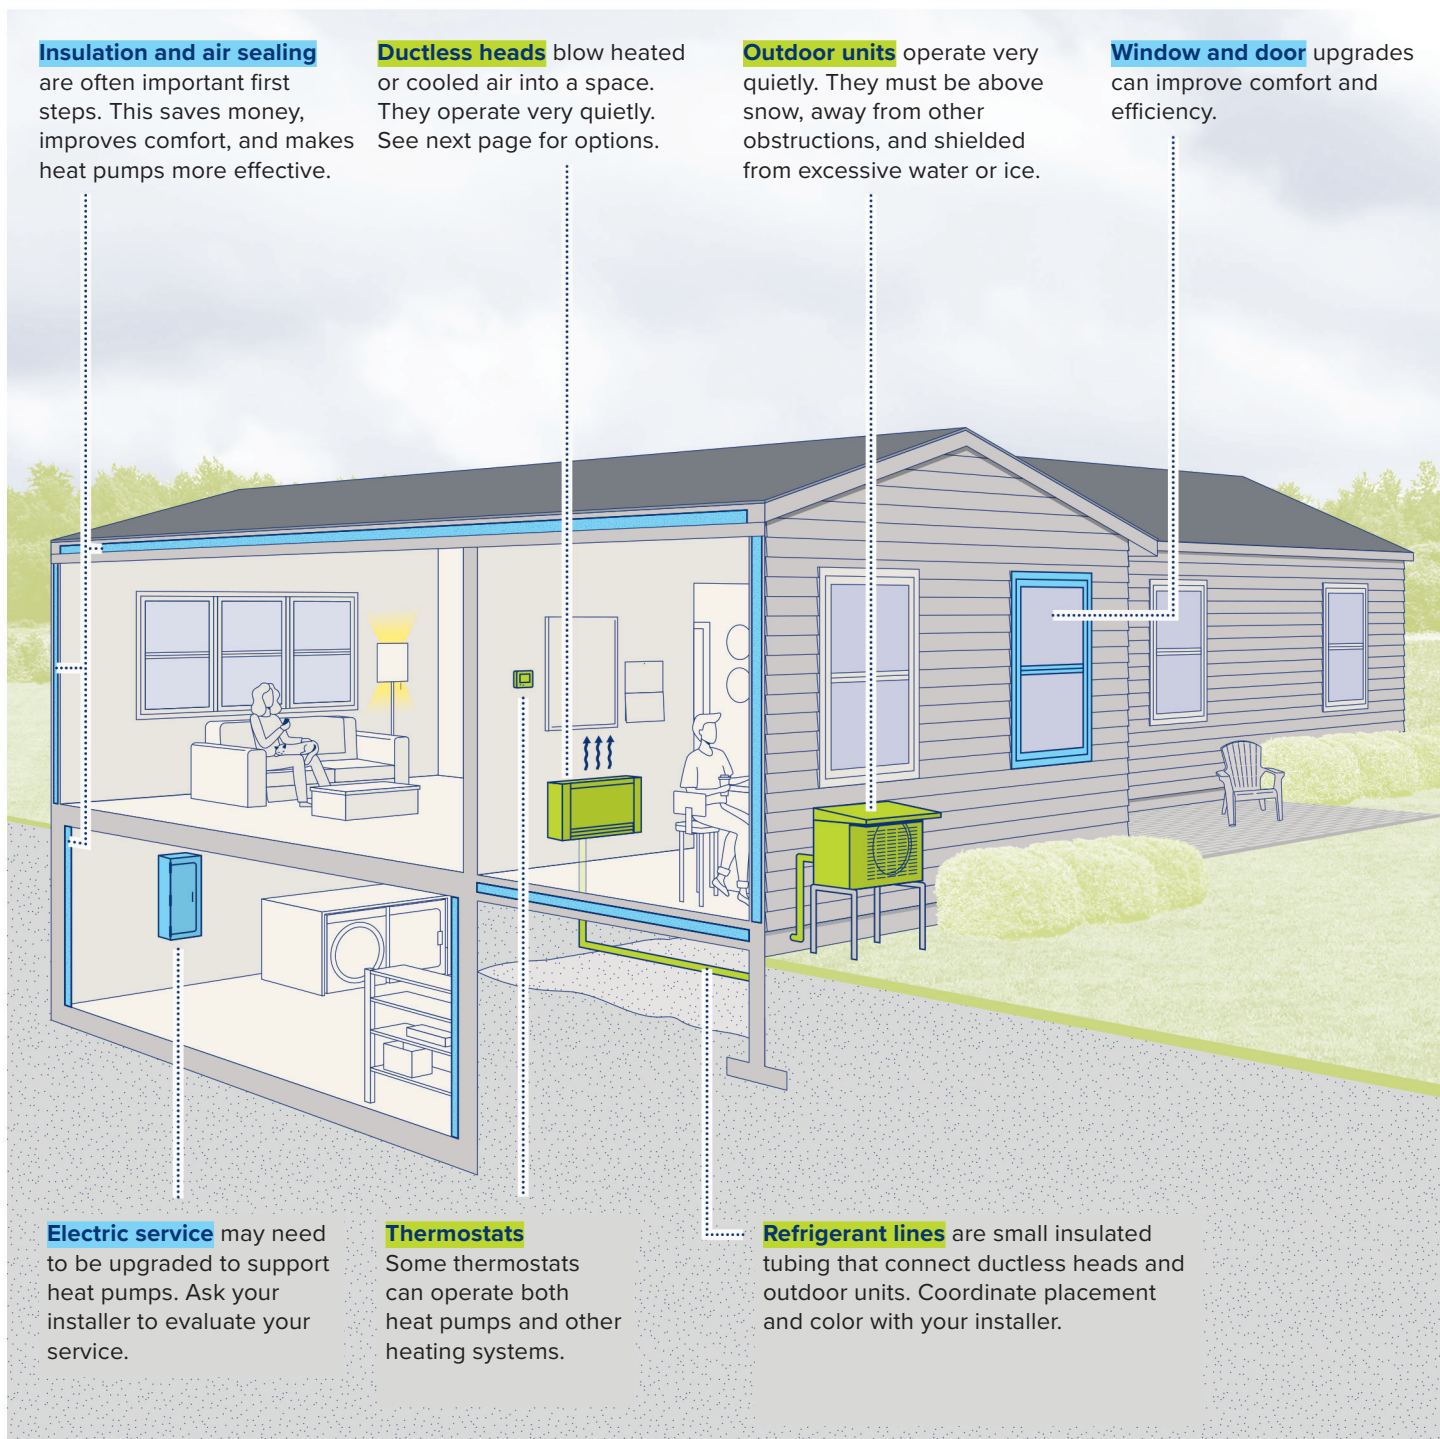 Insulation and air sealing
are often important first
steps. This saves money,
improves comfort, and makes
heat pumps more effective.
Ductless heads blow heated
or cooled air into a space.
They operate very quietly.
See next page for options.
Outdoor units operate very
quietly. They must be above
snow, away from other
obstructions, and shielded
from excessive water or ice.
Window and door upgrades
can improve comfort and
efficiency.
Electric service may need
to be upgraded to support
heat pumps. Ask your
installer to evaluate your
service.
Thermostats
Some thermostats
can operate both
heat pumps and other
heating systems.
Refrigerant lines are small insulated
tubing that connect ductless heads and
outdoor units. Coordinate placement
and color with your installer.